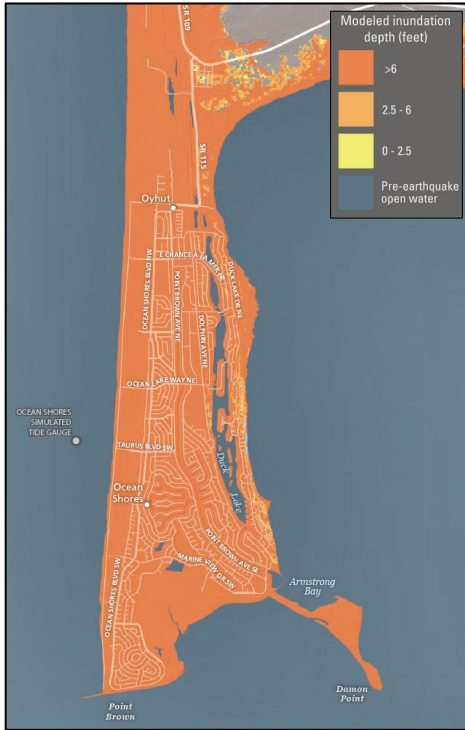 Modeled inundation
depth (feet)
>6
2.5 - 6
0 - 2.5
Pre-earthquake
open water
SR 109
SR 115
Oyhut
E CHANCE A LA MER NE
OCEAN SHORES BLVD NW
POINT BROWN AVE NE
DUCK LAKE DR NE
DOLPHIN AVE NE
OCEAN LAKE WAY NE
OCEAN SHORES
SIMULATED
TIDE GAUGE
TAURUS BLVD SW
Duck
Lake
Ocean
Shores
POINT BROWN AVE SE
MARINE VIEW DR SW
OCEAN SHORES BLVD SW
Armstrong
Bay
Damon
Point
Point
Brown